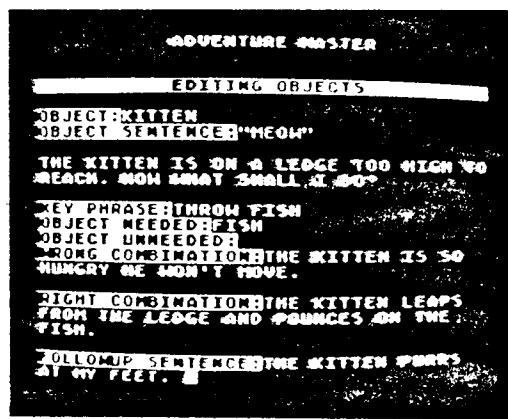 ADVENTURE MASTER
EDITING OBJECTS
OBJECT:KITTEN
OBJECT SENTENCE:"MEOW"
THE KITTEN IS ON A LEDGE TOO HIGH TO
REACH. NOW WHAT SHALL I DO?
KEY PHRASE:THROW FISH
OBJECT NEEDED:FISH
OBJECT UNNEEDED:
WRONG COMBINATION:THE KITTEN IS SO
HUNGRY HE WON'T MOVE.
RIGHT COMBINATION:THE KITTEN LEAPS
FROM THE LEDGE AND POUNCES ON THE
FISH.
FOLLOWUP SENTENCE:THE KITTEN PURRS
AT MY FEET.